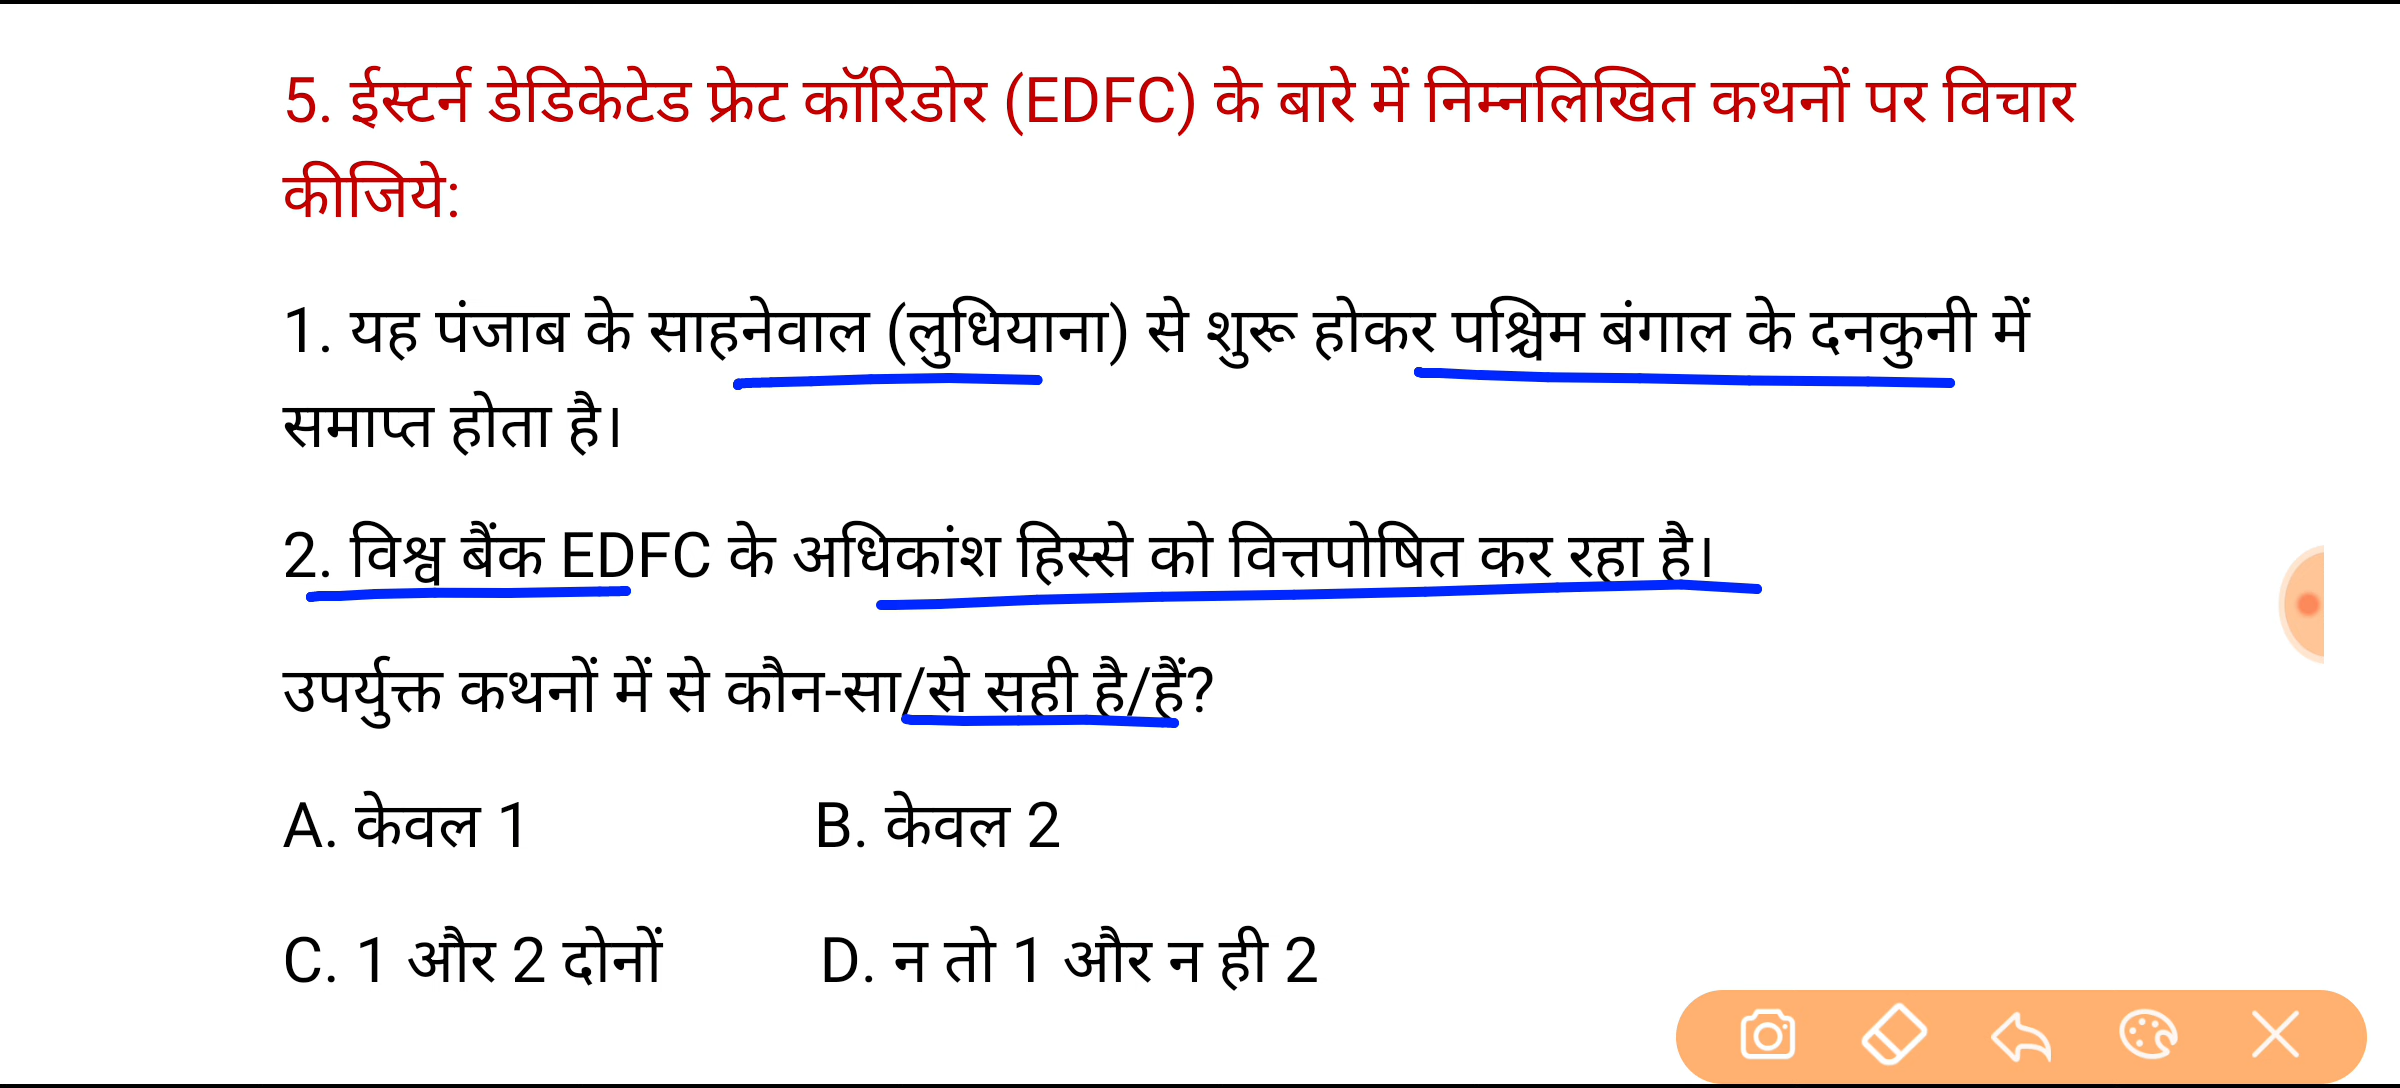 5. ईस्टर्न डेडिकेटेड फ्रेट कॉरिडोर (EDFC) के बारे में निम्नलिखित कथनों पर विचार
कीजिये:
1. यह पंजाब के साहनेवाल (लुधियाना) से शुरू होकर पश्चिम बंगाल के दनकुनी में
समाप्त होता है।
2. विश्व बैंक EDFC के अधिकांश हिस्से को वित्तपोषित कर रहा है।
उपर्युक्त कथनों में से कौन-सा/से सही है/हैं?
A. केवल 1 B. केवल 2
C. 1 और 2 दोनों D. न तो 1 और न ही 2